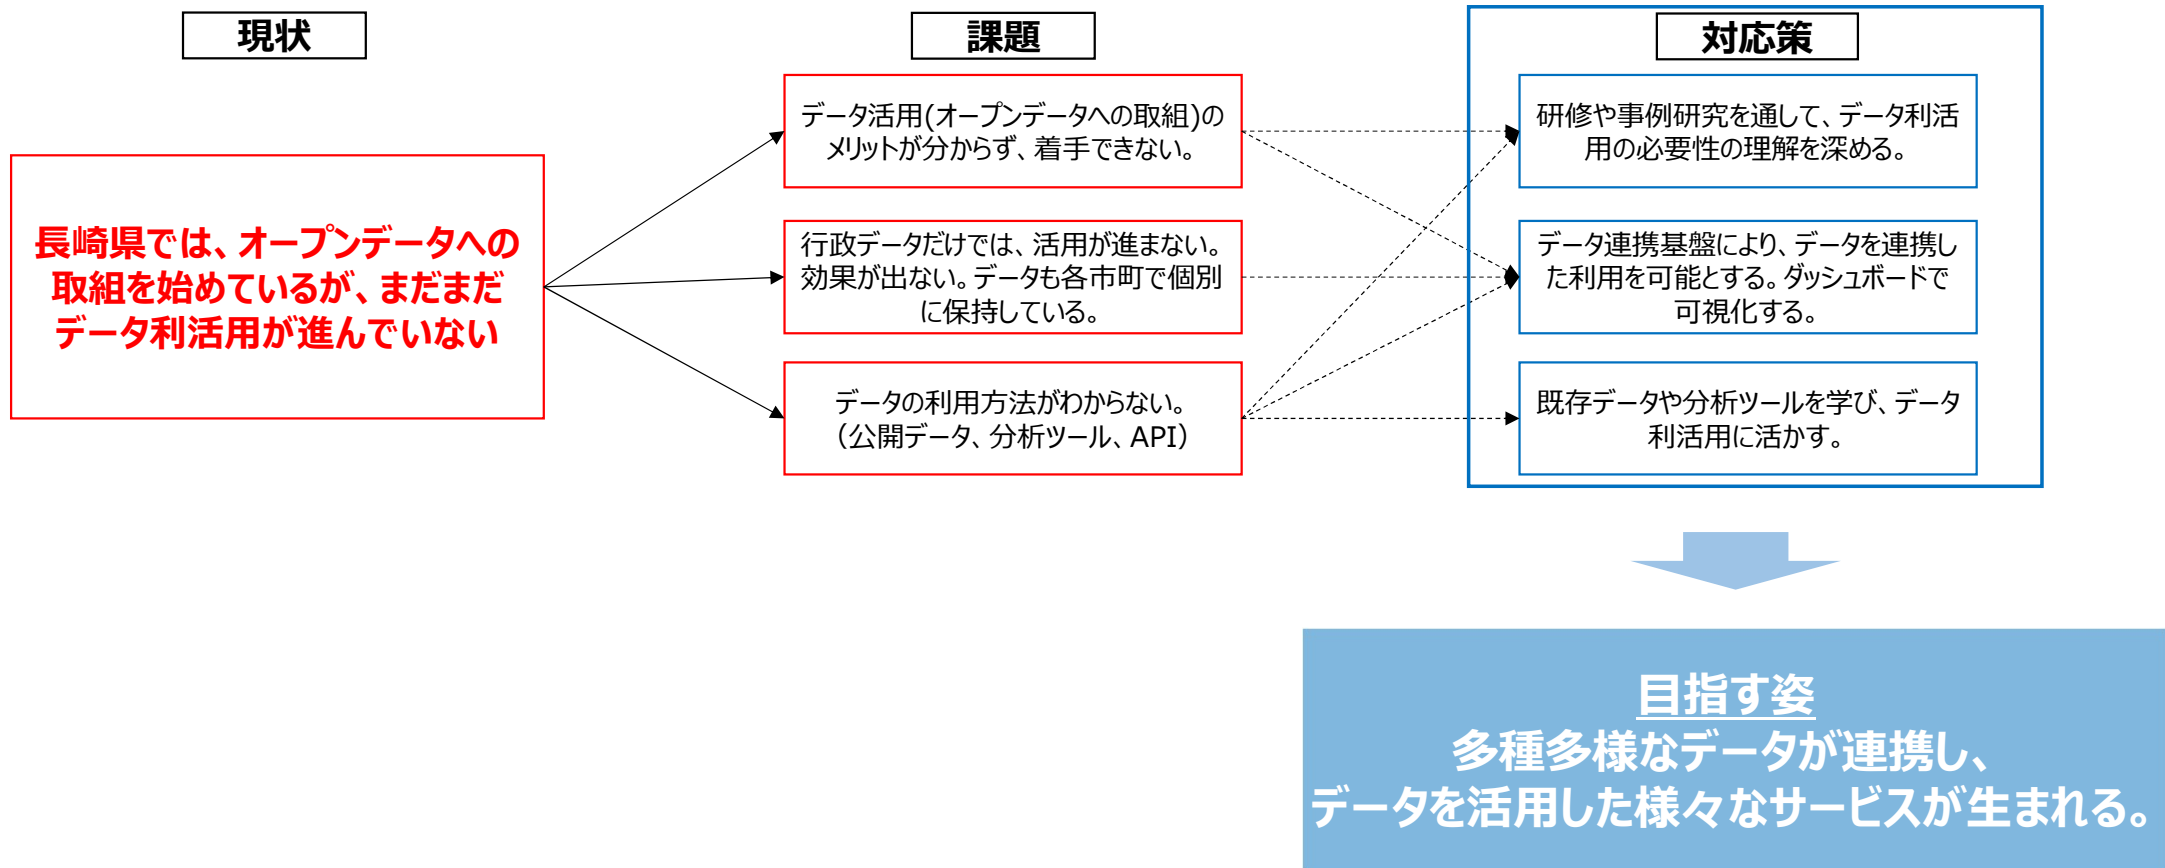 現状
課題
対応策
長崎県では、オープンデータへの
取組を始めているが、まだまだ
データ利活用が進んでいない
データ活用(オープンデータへの取組)の
メリットが分からず、着手できない。
行政データだけでは、活用が進まない。
効果が出ない。データも各市町で個別
に保持している。
データの利用方法がわからない。
（公開データ、分析ツール、API）
研修や事例研究を通して、データ利活
用の必要性の理解を深める。
データ連携基盤により、データを連携し
た利用を可能とする。ダッシュボードで
可視化する。
既存データや分析ツールを学び、データ
利活用に活かす。
目指す姿
多種多様なデータが連携し、
データを活用した様々なサービスが生まれる。